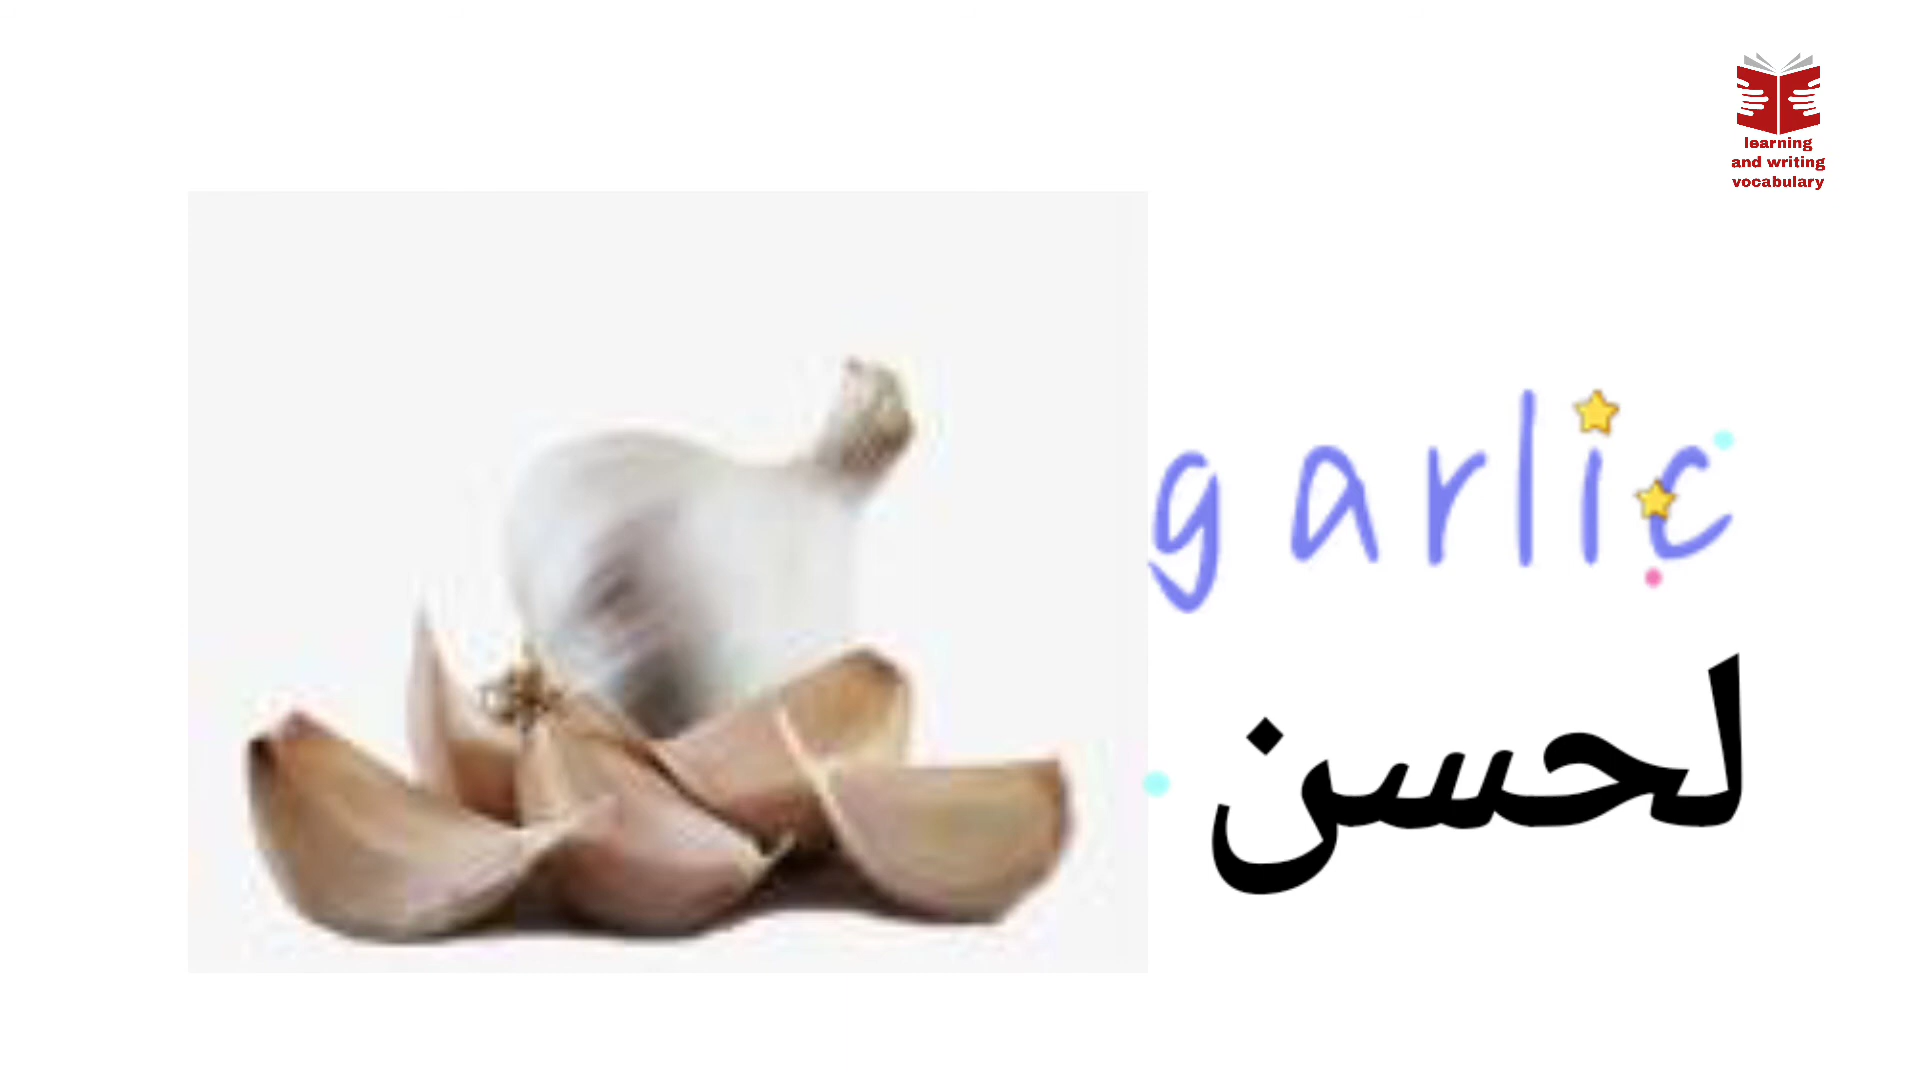 learning
and writing
vocabulary
garlic
لحسن